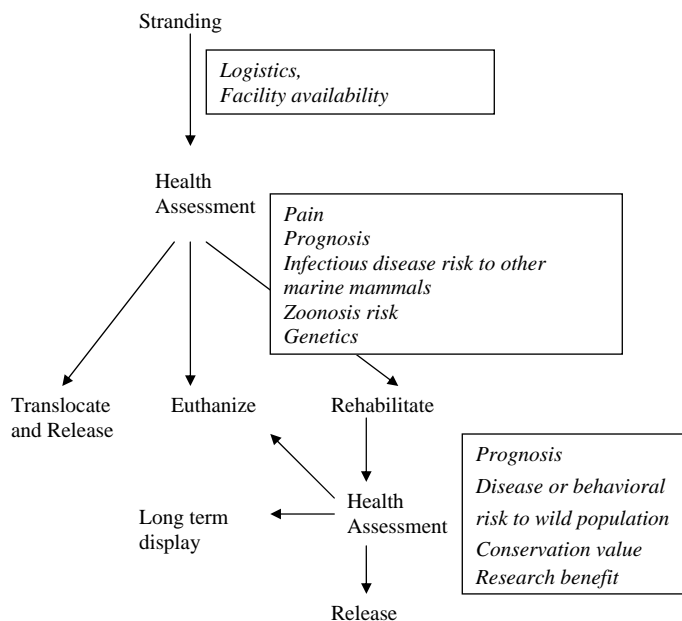 Stranding
Logistics,
Facility availability
Health
Assessment
Pain
Prognosis
Infectious disease risk to other
marine mammals
Zoonosis risk
Genetics
Translocate
and Release
Euthanize
Rehabilitate
Prognosis
Disease or behavioral
risk to wild population
Conservation value
Research benefit
Health
Assessment
Long term
display
Release